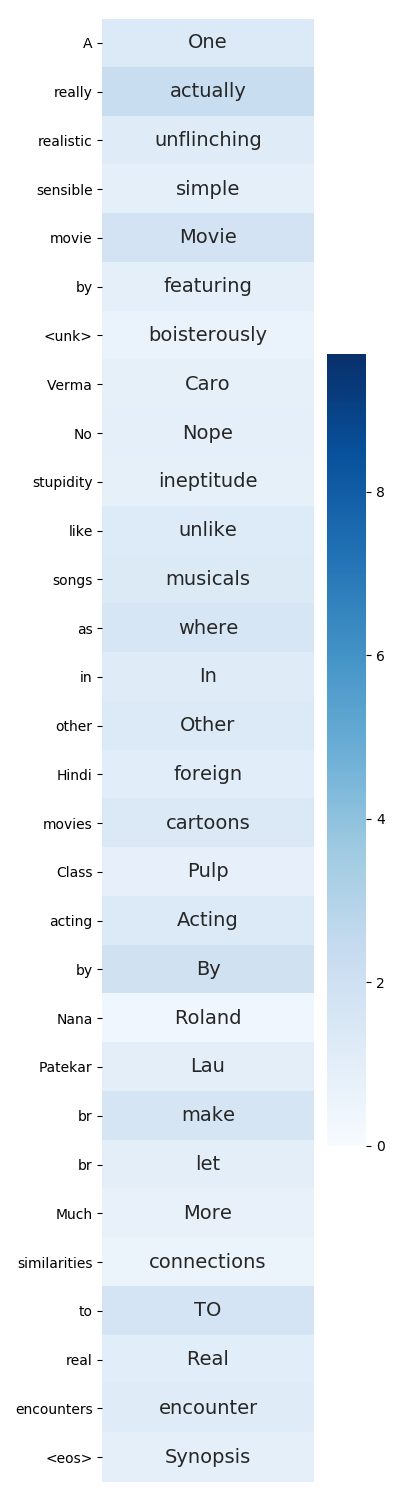 A One
really actually
realistic unflinching
sensible simple
movie Movie
by featuring
<unk> boisterously
Verma Caro
No Nope
stupidity ineptitude
like unlike
songs musicals
as where
in In
other Other
Hindi foreign
movies cartoons
Class Pulp
acting Acting
by By
Nana Roland
Patekar Lau
br make
br let
Much More
similarities connections
to TO
real Real
encounters encounter
<eos> Synopsis
8
6
4
2
0